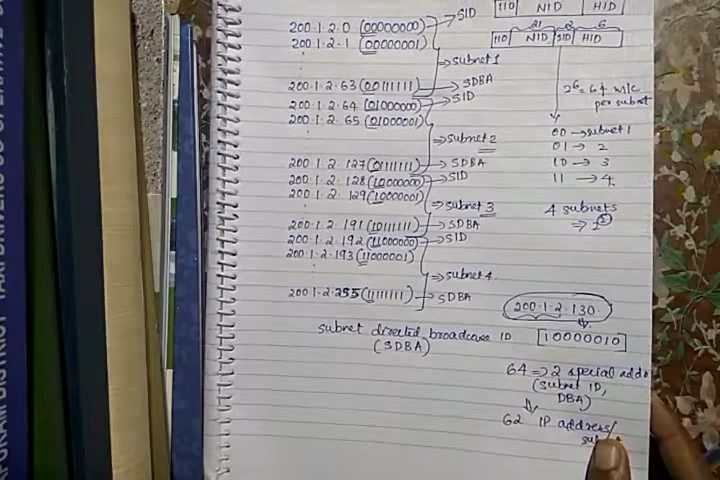 110 NID HID
21 2 6
110 NID SID HID
200.1.2.0 (00000000) → SID
200.1.2.1 (00000001)
⇒ subnet 1
200.1.2.63 (00111111) → SDBA
200.1.2.64 (01000000) → SID
200.1.2.65 (01000001)
⇒ subnet 2
200.1.2.127 (01111111) → SDBA
200.1.2.128 (10000000) → SID
200.1.2.129 (10000001)
⇒ subnet 3
200.1.2.191 (10111111) → SDBA
200.1.2.192 (11000000) → SID
200.1.2.193 (11000001)
⇒ subnet 4
200.1.2.255 (11111111) → SDBA
subnet directed broadcast ID
(SDBA)
2^6 = 64 m/c
per subnet
00 → subnet 1
01 → 2
10 → 3
11 → 4
4 subnets
200.1.2.130
10000010
64 ⇒ 2 special
(subnet ID,
DBA)
62 IP address/